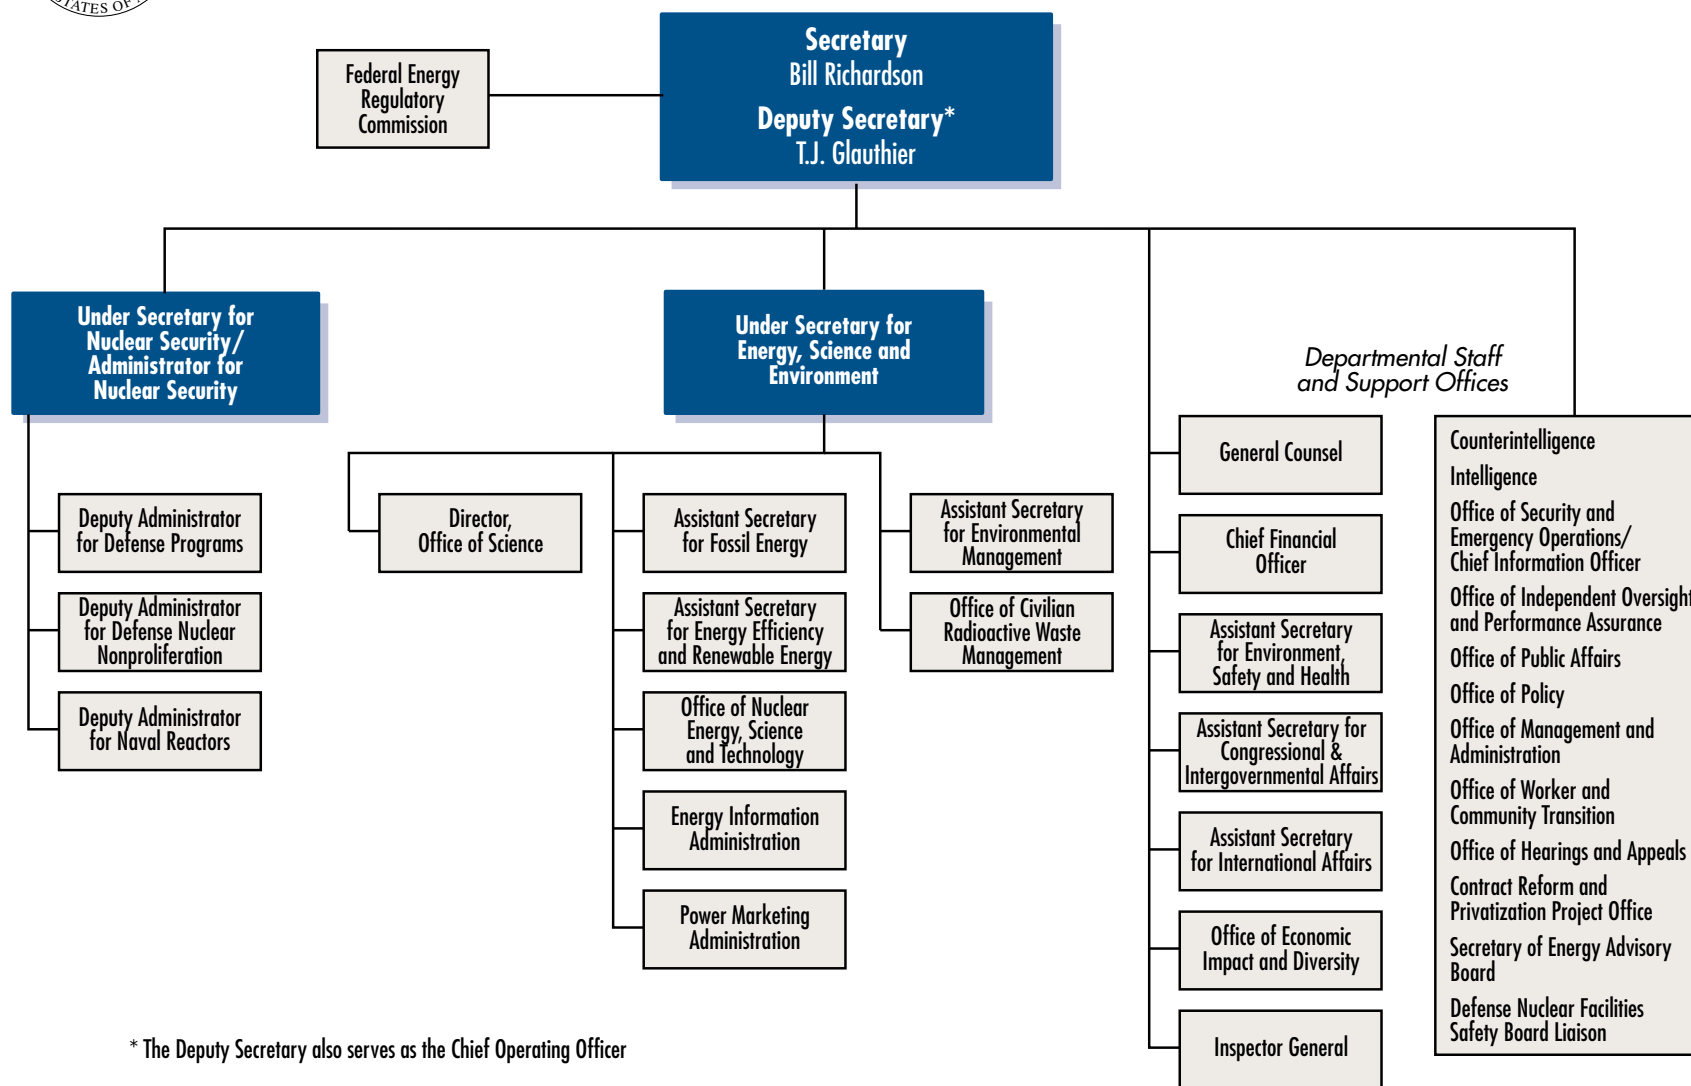 STATES OF
Secretary
Bill Richardson
Deputy Secretary*
T.J. Glauthier
Federal Energy
Regulatory
Commission
Under Secretary for
Nuclear Security/
Administrator for
Nuclear Security
Under Secretary for
Energy, Science and
Environment
Departmental Staff
and Support Offices
Deputy Administrator
for Defense Programs
Deputy Administrator
for Defense Nuclear
Nonproliferation
Deputy Administrator
for Naval Reactors
Director,
Office of Science
Assistant Secretary
for Fossil Energy
Assistant Secretary
for Energy Efficiency
and Renewable Energy
Office of Nuclear
Energy, Science
and Technology
Energy Information
Administration
Power Marketing
Administration
Assistant Secretary
for Environmental
Management
Office of Civilian
Radioactive Waste
Management
General Counsel
Chief Financial
Officer
Assistant Secretary
for Environment,
Safety and Health
Assistant Secretary for
Congressional &
Intergovernmental Affairs
Assistant Secretary
for International Affairs
Office of Economic
Impact and Diversity
Inspector General
Counterintelligence
Intelligence
Office of Security and
Emergency Operations/
Chief Information Officer
Office of Independent Oversight
and Performance Assurance
Office of Public Affairs
Office of Policy
Office of Management and
Administration
Office of Worker and
Community Transition
Office of Hearings and Appeals
Contract Reform and
Privatization Project Office
Secretary of Energy Advisory
Board
Defense Nuclear Facilities
Safety Board Liaison
* The Deputy Secretary also serves as the Chief Operating Officer